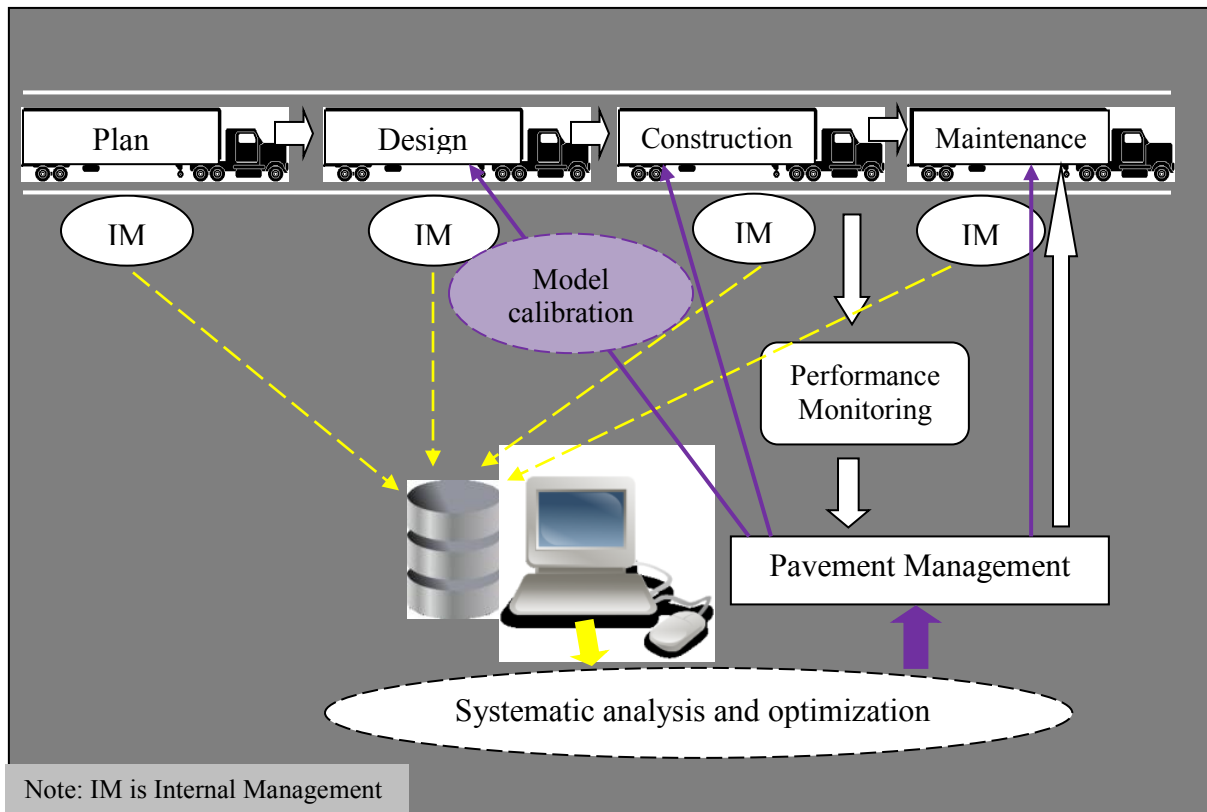 Plan
Design
Construction
Maintenance
IM
IM
IM
IM
Model
calibration
Performance
Monitoring
Pavement Management
Systematic analysis and optimization
Note: IM is Internal Management